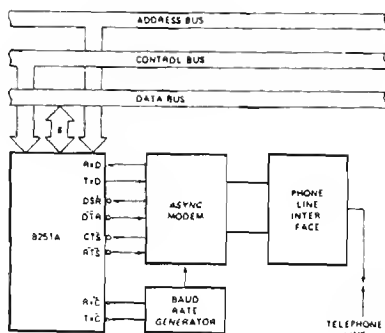 ADDRESS BUS
CONTROL BUS
DATA BUS
8
8251A
RxD
TxD
DSR
DTR
CTS
RTS
RxC
TxC
ASYNC
MODEM
PHONE
LINE
INTER
FACE
BAUD
RATE
GENERATOR
TELEPHONE